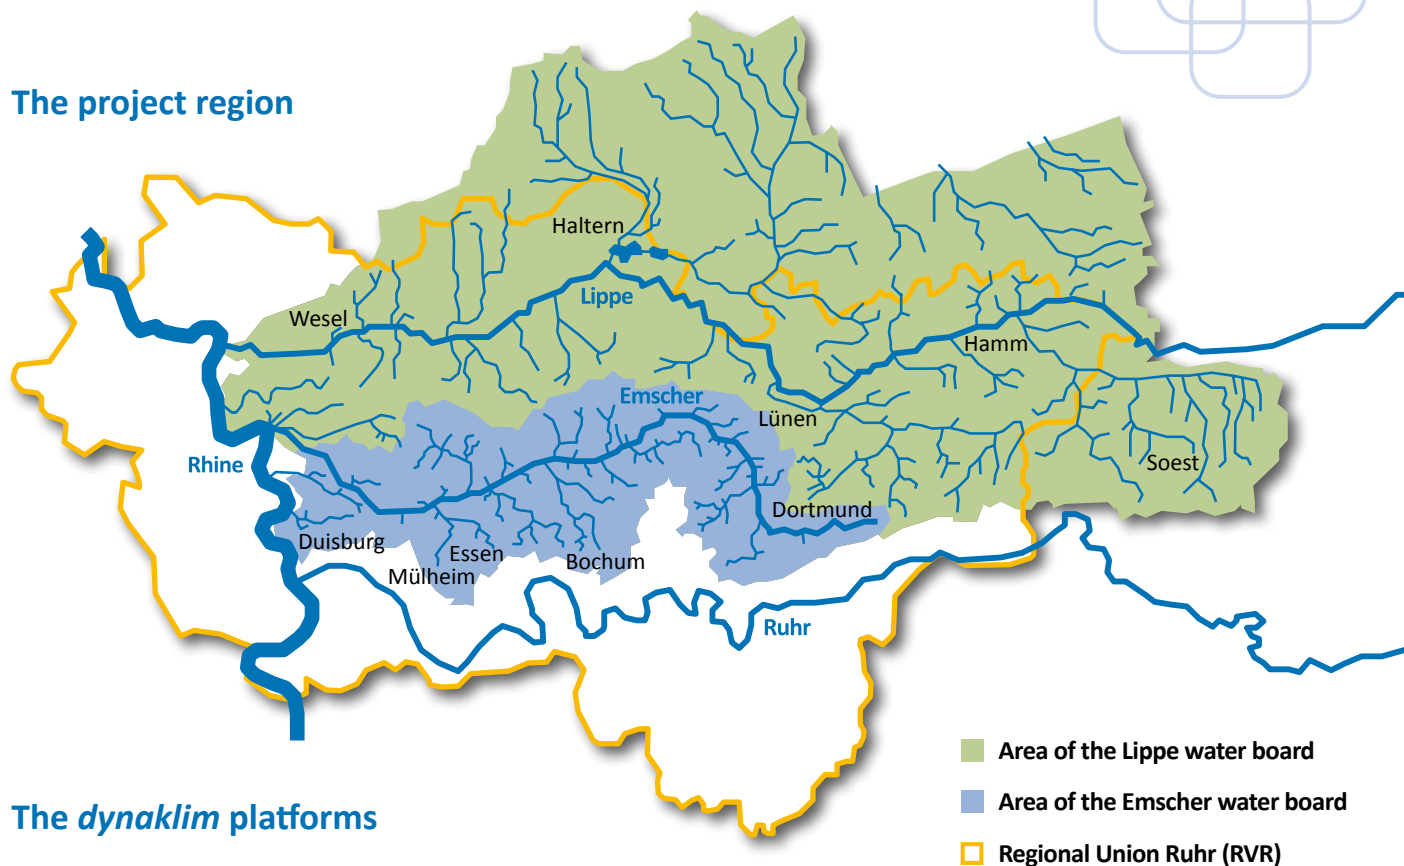 The project region
Haltern
Lippe
Wesel
Hamm
Emscher
Lünen
Rhine
Soest
Dortmund
Duisburg
Essen
Bochum
Mülheim
Ruhr
Area of the Lippe water board
Area of the Emscher water board
The dynaklim platforms
Regional Union Ruhr (RVR)